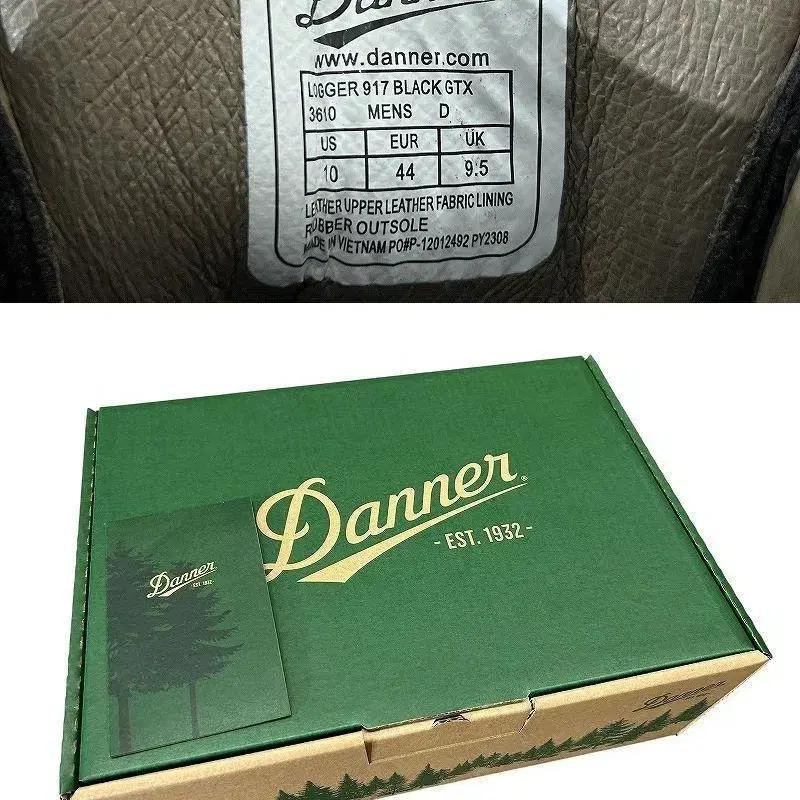 Danner
www.danner.com
LOGGER 917 BLACK GTX
3610 MENS D
US EUR UK
10 44 9.5
LEATHER UPPER LEATHER FABRIC LINING
RUBBER OUTSOLE
MADE IN VIETNAM PO#P-12012492 PY2308
Danner®
- EST. 1932 -
Danner
- EST. 1932 -
Danner